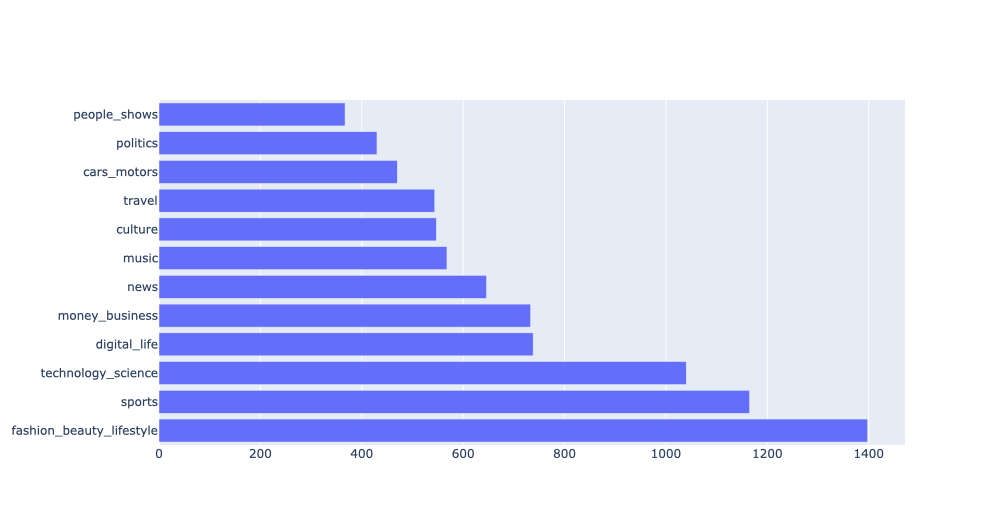 people_shows
politics
cars_motors
travel
culture
music
news
money_business
digital_life
technology_science
sports
fashion_beauty_lifestyle
0 200 400 600 800 1000 1200 1400